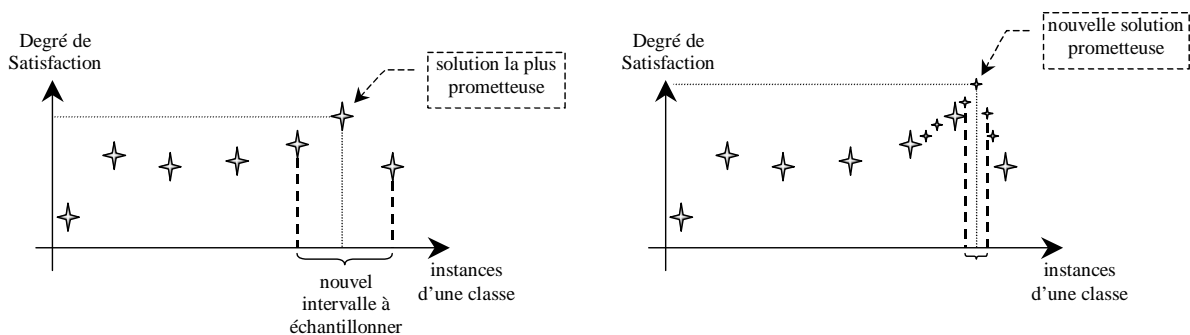 Degré de
Satisfaction
solution la plus
prometteuse
instances
d'une classe
nouvel
intervalle à
échantillonner
nouvelle solution
prometteuse
Degré de
Satisfaction
instances
d'une classe